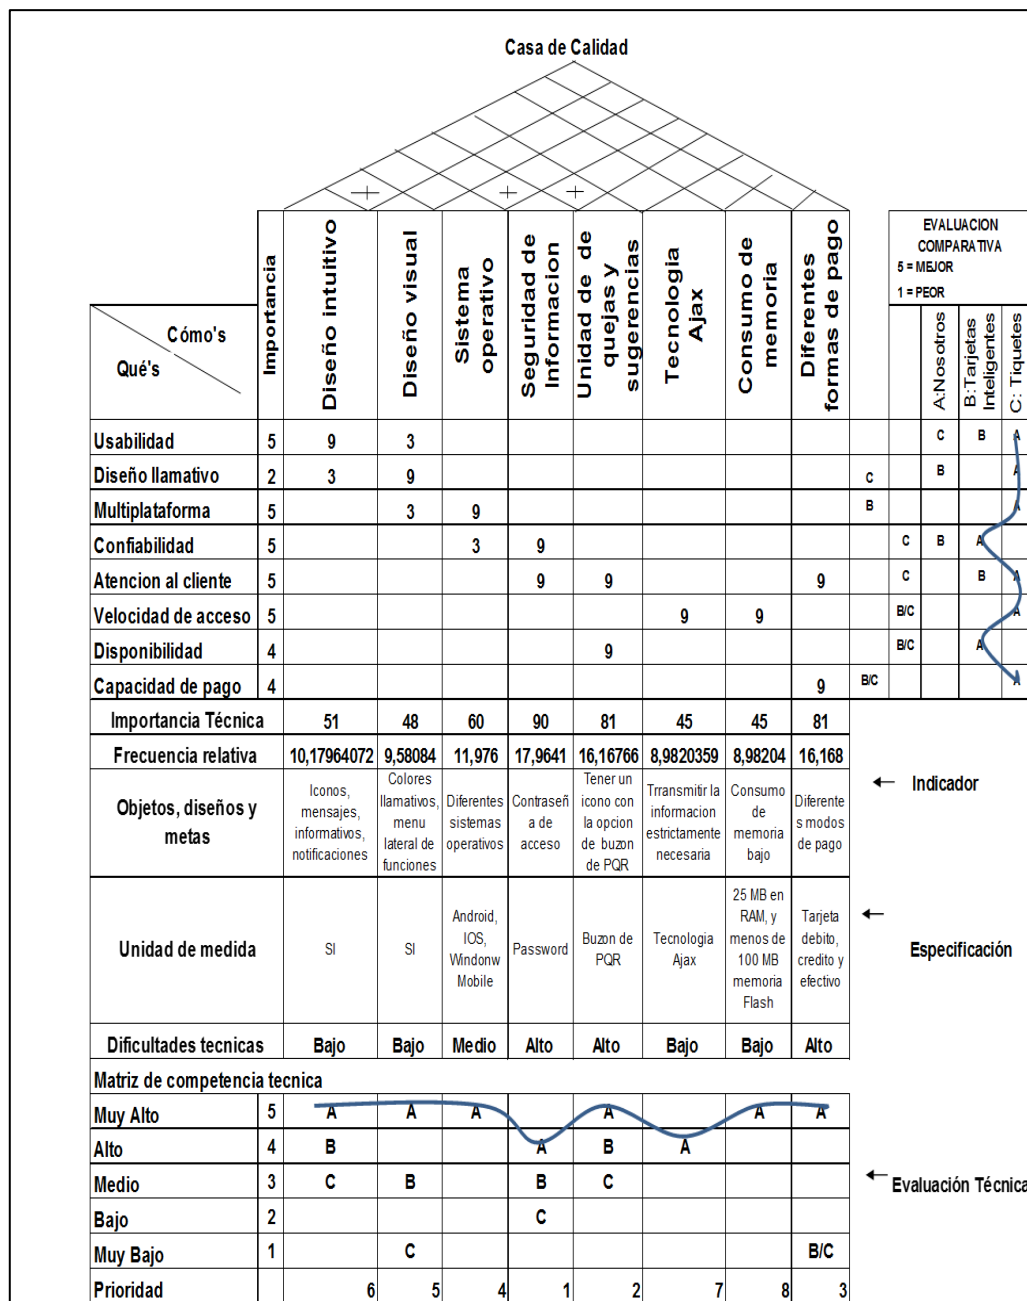 Casa de Calidad
EVALUACION
COMPARATIVA
5 = MEJOR
1 = PEOR
Cómo's
Qué's
Importancia
Diseño intuitivo
Diseño visual
Sistema
operativo
Seguridad de
Informacion
Unidad de de
quejas y
sugerencias
Tecnologia
Ajax
Consumo de
memoria
Diferentes
formas de pago
A:Nosotros
B:Tarjetas
Inteligentes
C: Tiquetes
Usabilidad 5 9 3 C B A
Diseño llamativo 2 3 9 C B A
Multiplataforma 5 3 9 B A
Confiabilidad 5 3 9 C B A
Atencion al cliente 5 9 9 9 C B A
Velocidad de acceso 5 9 9 B/C A
Disponibilidad 4 9 B/C A
Capacidad de pago 4 9 B/C A
Importancia Técnica 51 48 60 90 81 45 45 81
Frecuencia relativa 10,17964072 9,58084 11,976 17,9641 16,16766 8,9820359 8,98204 16,168
Objetos, diseños y
metas
Iconos,
mensajes,
informativos,
notificaciones
Colores
llamativos,
menu
lateral de
funciones
Diferentes
sistemas
operativos
Contraseñ
a de
acceso
Tener un
icono con
la opcion
de buzon
de PQR
Trransmitir la
informacion
estrictamente
necesaria
Consumo
de
memoria
bajo
Diferente
s modos
de pago
← Indicador
Unidad de medida
SI
SI
Android,
IOS,
Windonw
Mobile
Password
Buzon de
PQR
Tecnologia
Ajax
25 MB en
RAM, y
menos de
100 MB
memoria
Flash
Tarjeta
debito,
credito y
efectivo
← Especificación
Dificultades tecnicas Bajo Bajo Medio Alto Alto Bajo Bajo Alto
Matriz de competencia tecnica
Muy Alto 5 A A A A A A
Alto 4 B A B A
Medio 3 C B B C
← Evaluación Técnica
Bajo 2 C
Muy Bajo 1 C B/C
Prioridad 6 5 4 1 2 7 8 3